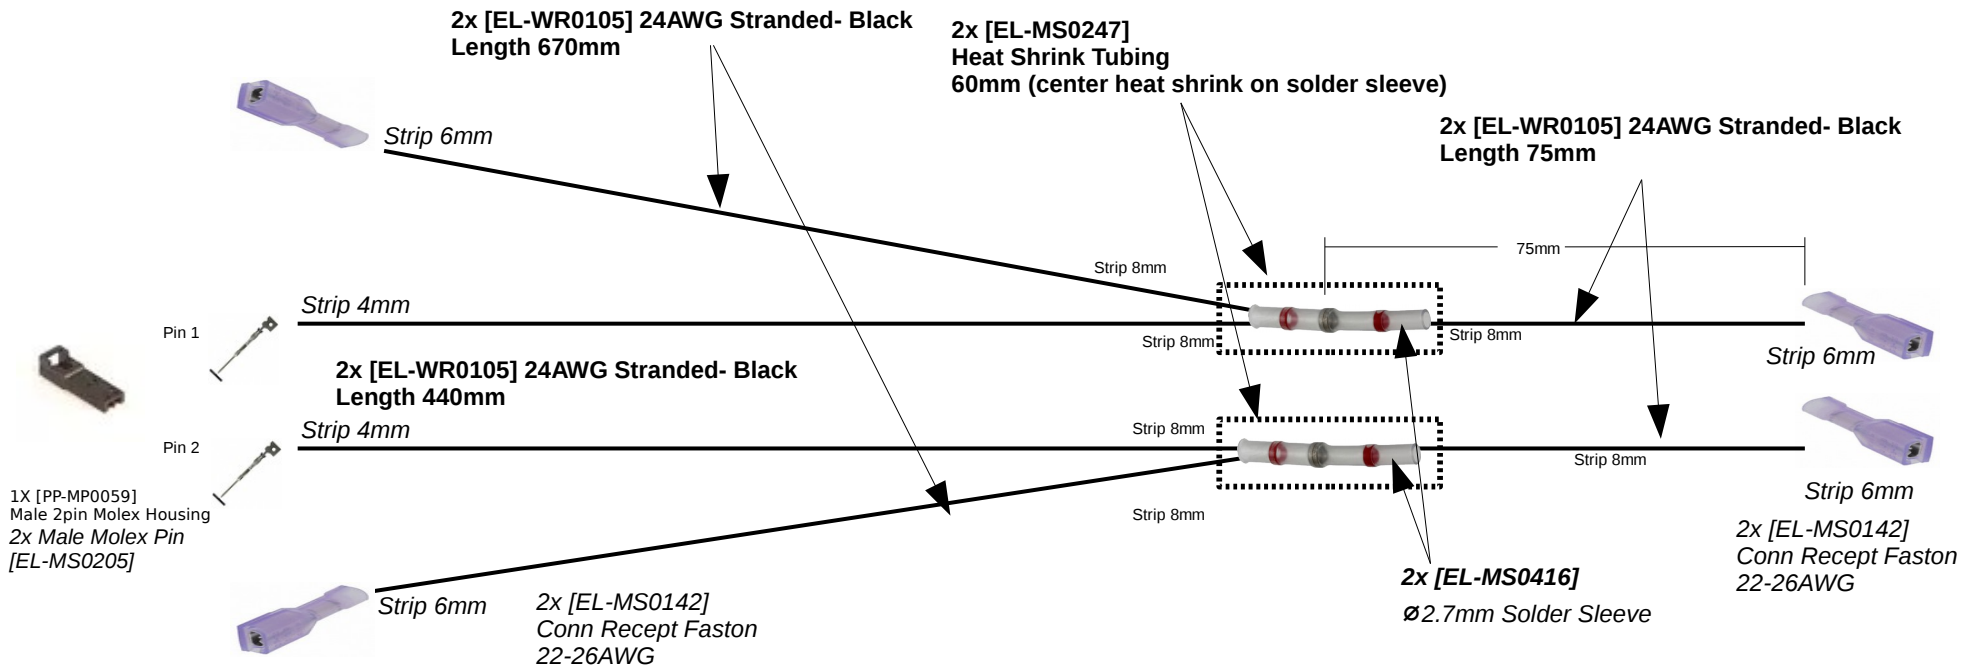 2x [EL-WR0105] 24AWG Stranded- Black
Length 670mm
2x [EL-MS0247]
Heat Shrink Tubing
60mm (center heat shrink on solder sleeve)
2x [EL-WR0105] 24AWG Stranded- Black
Length 75mm
Strip 6mm
75mm
Strip 8mm
Strip 4mm
Pin 1
Strip 8mm
Strip 8mm
Strip 6mm
2x [EL-WR0105] 24AWG Stranded- Black
Length 440mm
Strip 4mm
Strip 8mm
Pin 2
Strip 8mm
Strip 6mm
1X [PP-MP0059]
Male 2pin Molex Housing
2x Male Molex Pin
[EL-MS0205]
Strip 8mm
2x [EL-MS0142]
Conn Recept Faston
22-26AWG
2x [EL-MS0416]
Ø2.7mm Solder Sleeve
Strip 6mm
2x [EL-MS0142]
Conn Recept Faston
22-26AWG